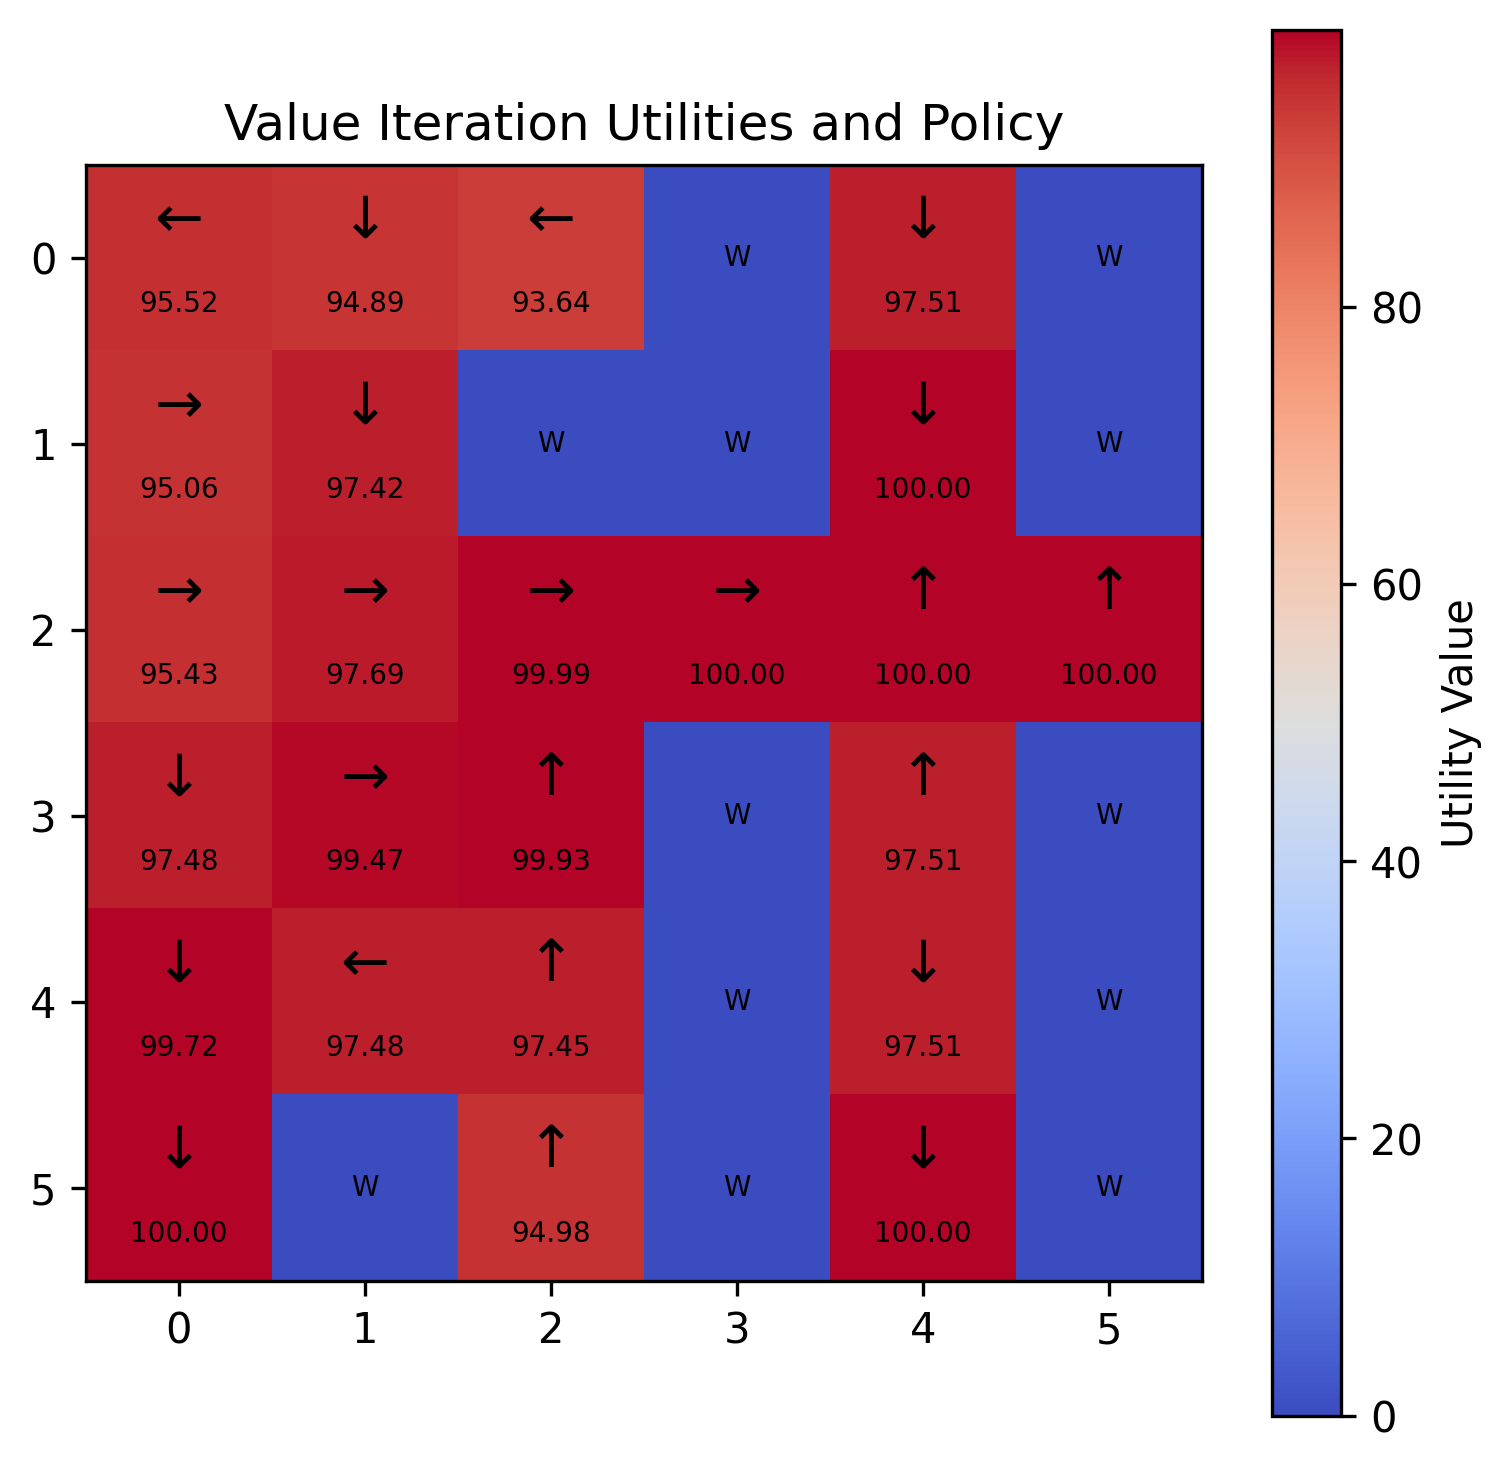 Value Iteration Utilities and Policy
0 ← ↓ ← W ↓ W
95.52 94.89 93.64 97.51
1 → ↓ W W ↓ W
95.06 97.42 100.00
2 → → → → ↑ ↑
95.43 97.69 99.99 100.00 100.00 100.00
3 ↓ → ↑ W ↑ W
97.48 99.47 99.93 97.51
4 ↓ ← ↑ W ↓ W
99.72 97.48 97.45 97.51
5 ↓ W ↑ W ↓ W
100.00 94.98 100.00
0 1 2 3 4 5
80
60
40
20
0
Utility Value